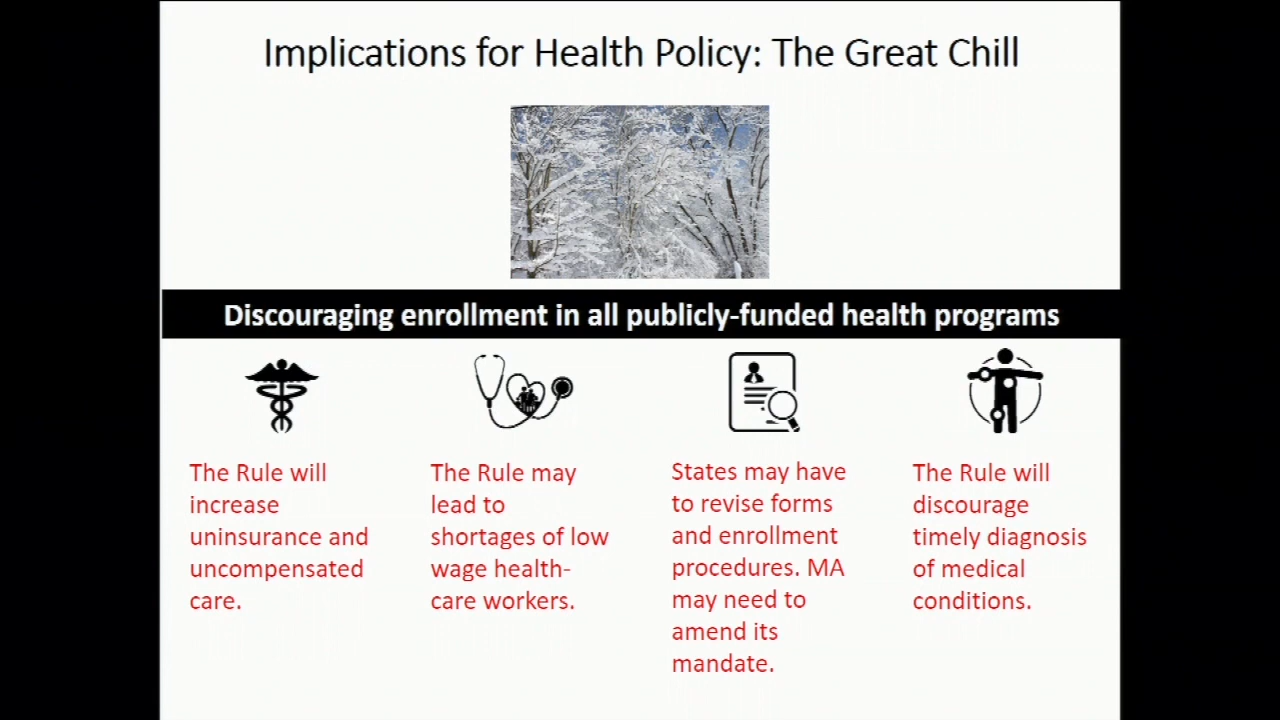 Implications for Health Policy: The Great Chill
Discouraging enrollment in all publicly-funded health programs
The Rule will
increase
uninsurance and
uncompensated
care.
The Rule may
lead to
shortages of low
wage health-
care workers.
States may have
to revise forms
and enrollment
procedures. MA
may need to
amend its
mandate.
The Rule will
discourage
timely diagnosis
of medical
conditions.